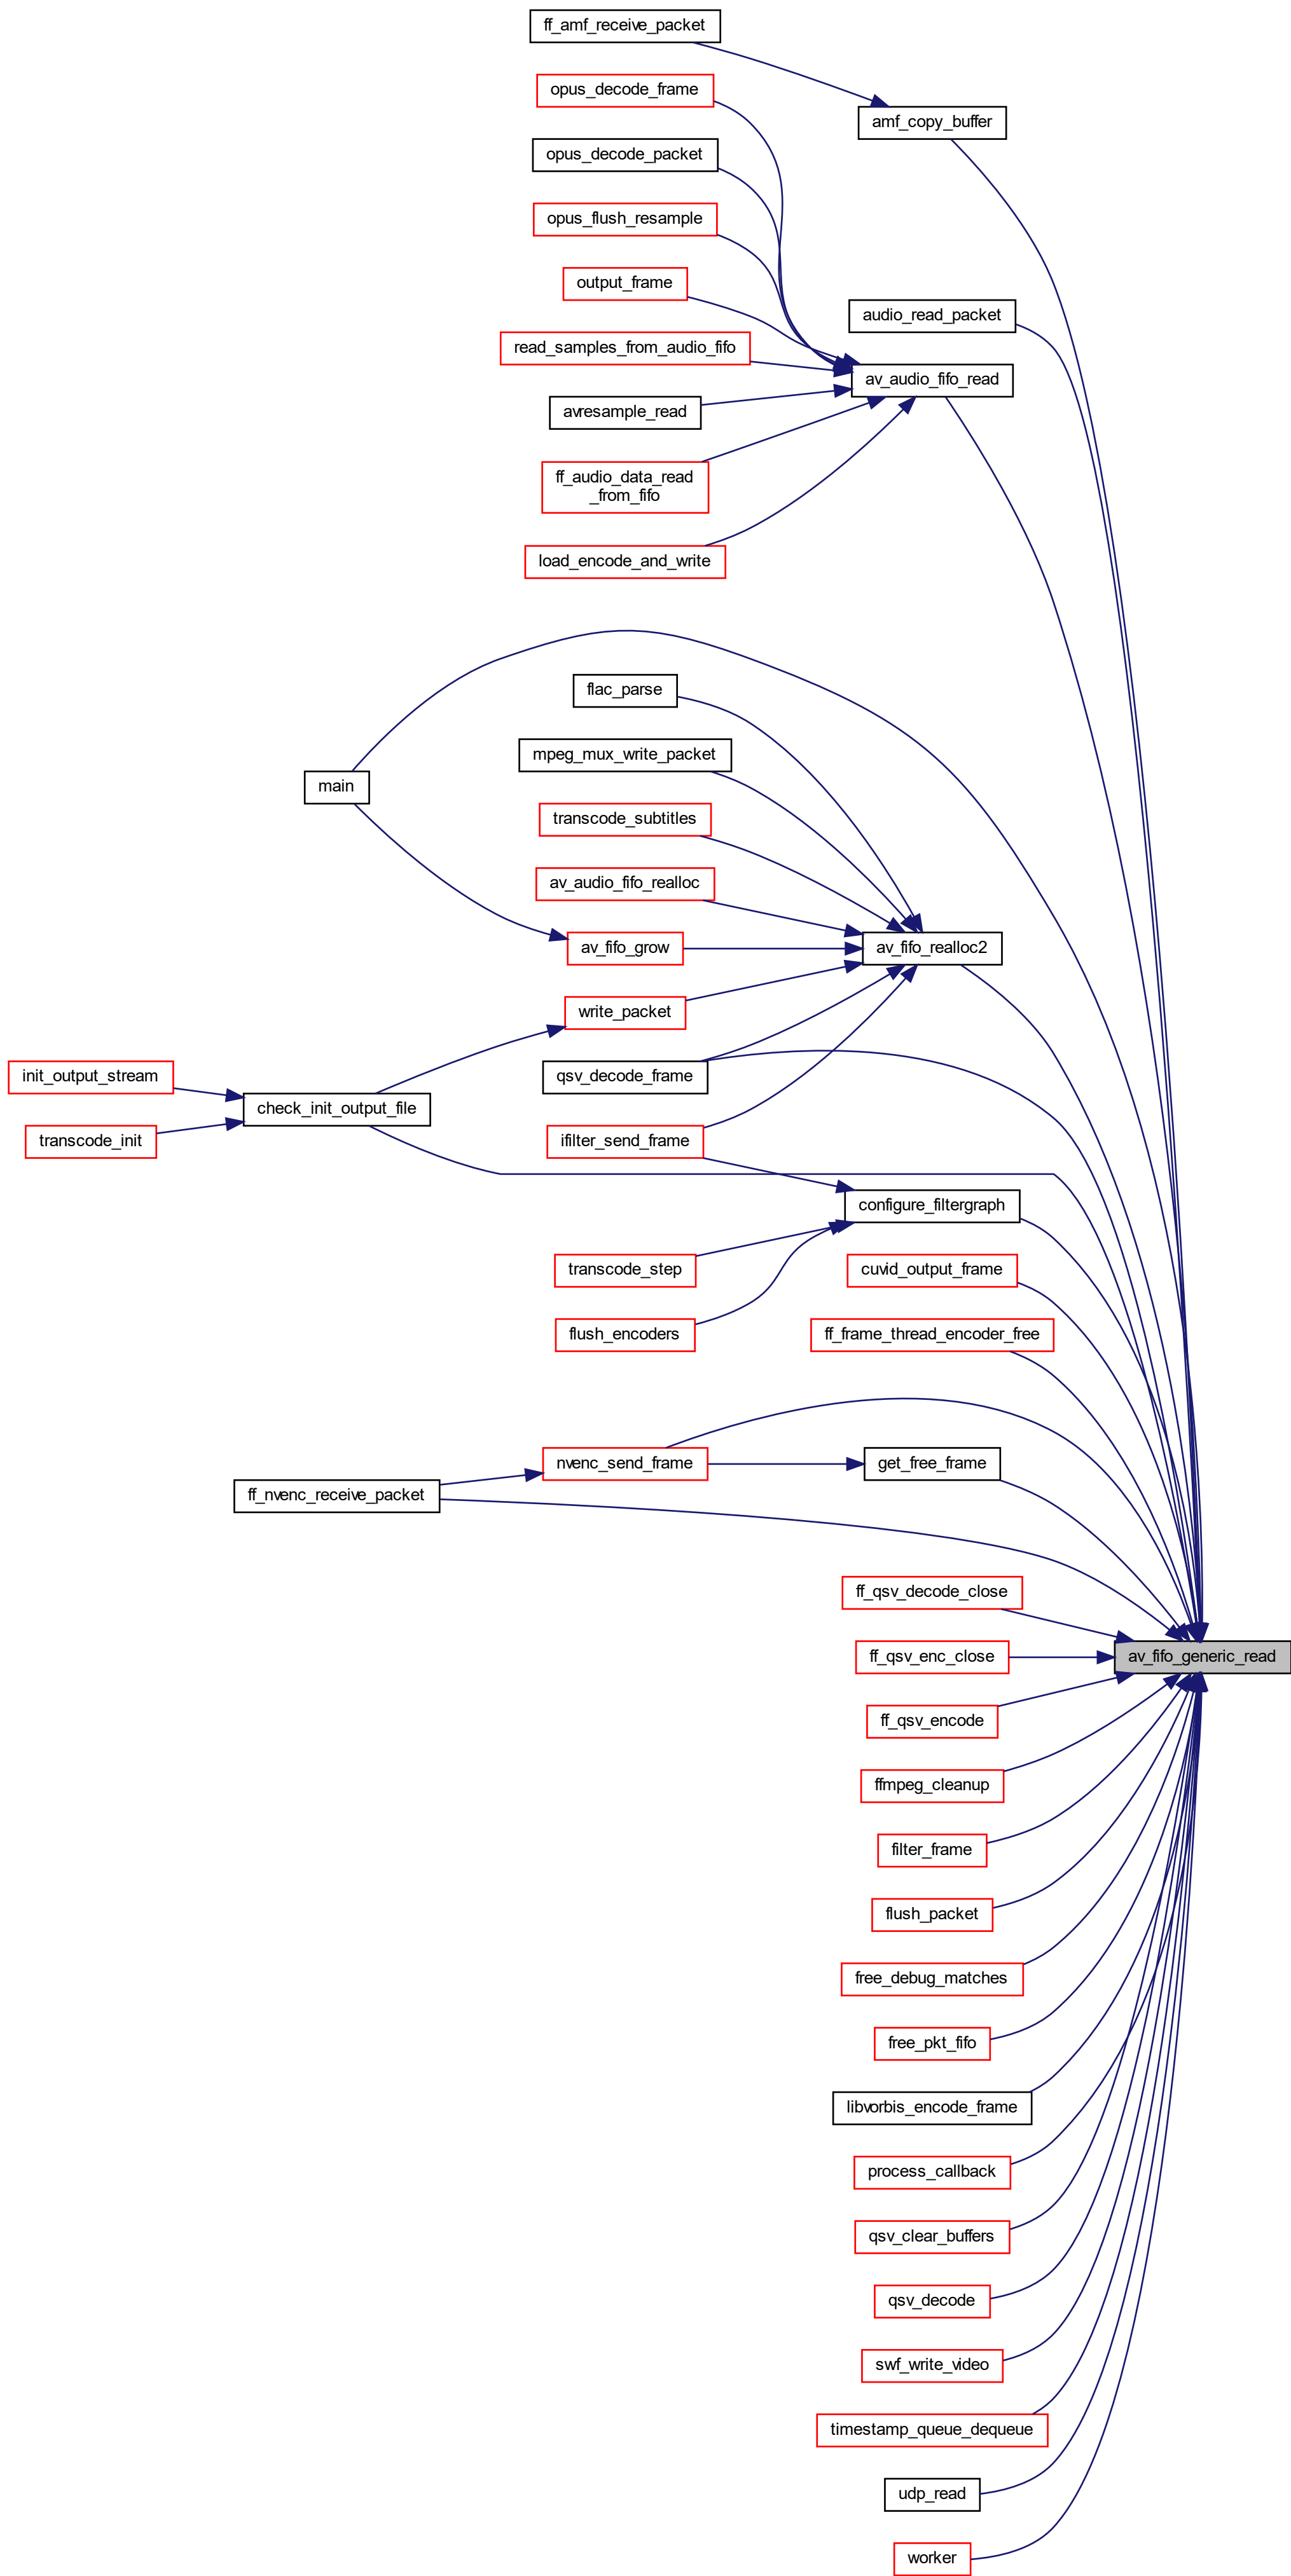 ff_amf_receive_packet
opus_decode_frame
amf_copy_buffer
opus_decode_packet
opus_flush_resample
output_frame
audio_read_packet
read_samples_from_audio_fifo
av_audio_fifo_read
avresample_read
ff_audio_data_read
_from_fifo
load_encode_and_write
flac_parse
mpeg_mux_write_packet
main
transcode_subtitles
av_audio_fifo_realloc
av_fifo_grow
av_fifo_realloc2
write_packet
init_output_stream
qsv_decode_frame
check_init_output_file
transcode_init
ifilter_send_frame
configure_filtergraph
transcode_step
cuvid_output_frame
flush_encoders
ff_frame_thread_encoder_free
nvenc_send_frame
get_free_frame
ff_nvenc_receive_packet
ff_qsv_decode_close
ff_qsv_enc_close
av_fifo_generic_read
ff_qsv_encode
ffmpeg_cleanup
filter_frame
flush_packet
free_debug_matches
free_pkt_fifo
libvorbis_encode_frame
process_callback
qsv_clear_buffers
qsv_decode
swf_write_video
timestamp_queue_dequeue
udp_read
worker